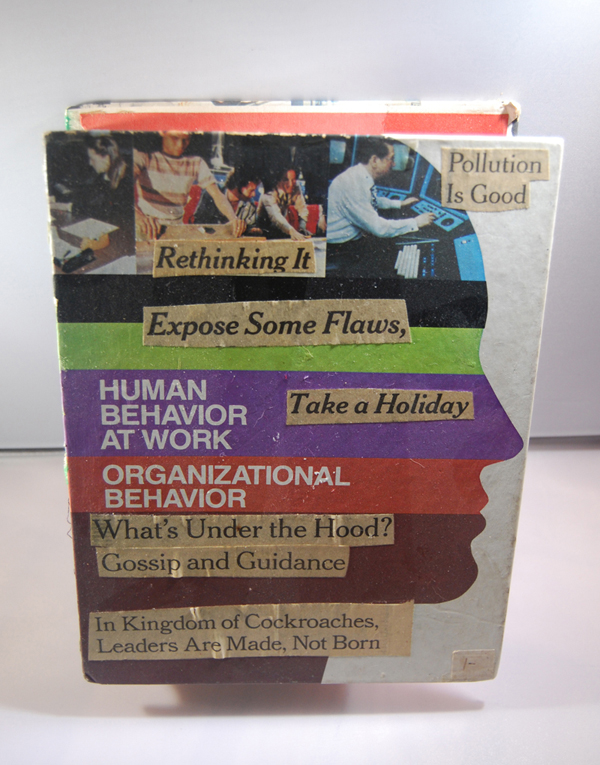 Pollution
Is Good
Rethinking It
Expose Some Flaws,
HUMAN
BEHAVIOR
AT WORK
Take a Holiday
ORGANIZATIONAL
BEHAVIOR
What's Under the Hood?
Gossip and Guidance
In Kingdom of Cockroaches,
Leaders Are Made, Not Born